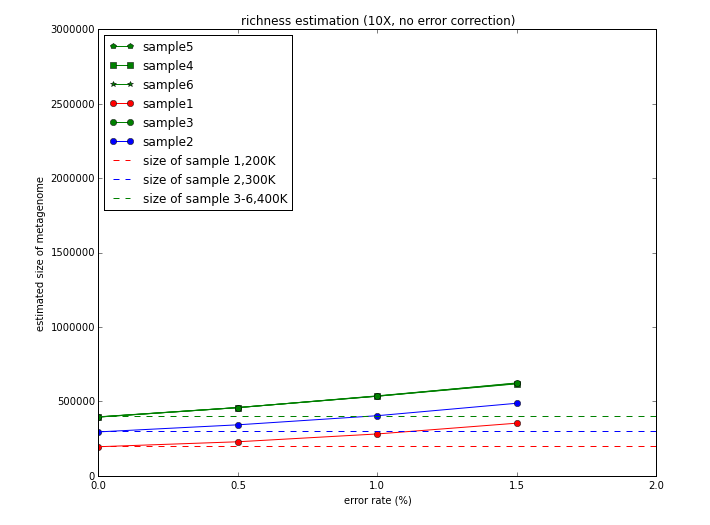 richness estimation (10X, no error correction)
3000000
2500000
2000000
1500000
1000000
500000
0
estimated size of metagenome
sample5
sample4
sample6
sample1
sample3
sample2
size of sample 1,200K
size of sample 2,300K
size of sample 3-6,400K
0.0
0.5
1.0
1.5
2.0
error rate (%)